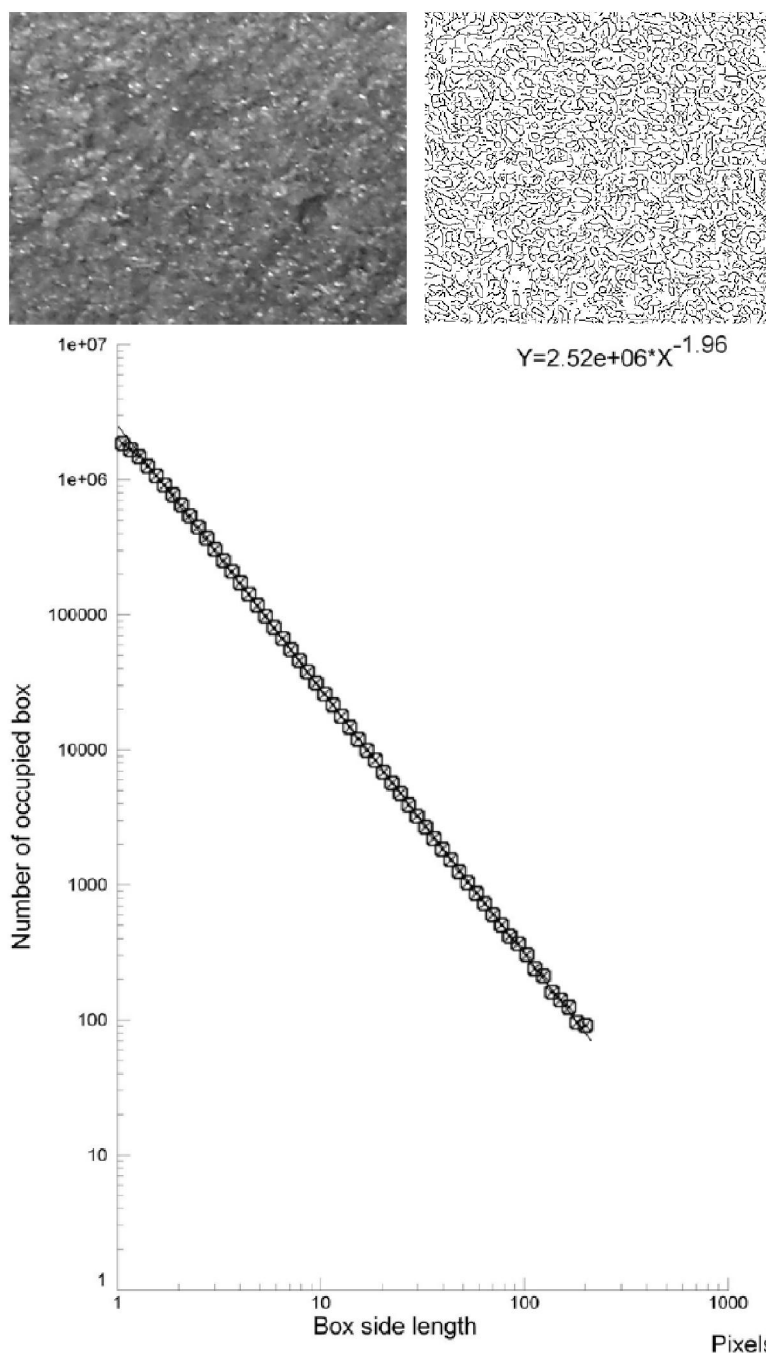 Y=2.52e+06*X^-1.96
1e+07
1e+06
100000
10000
1000
100
10
1
Number of occupied box
1 10 100 1000
Box side length
Pixels